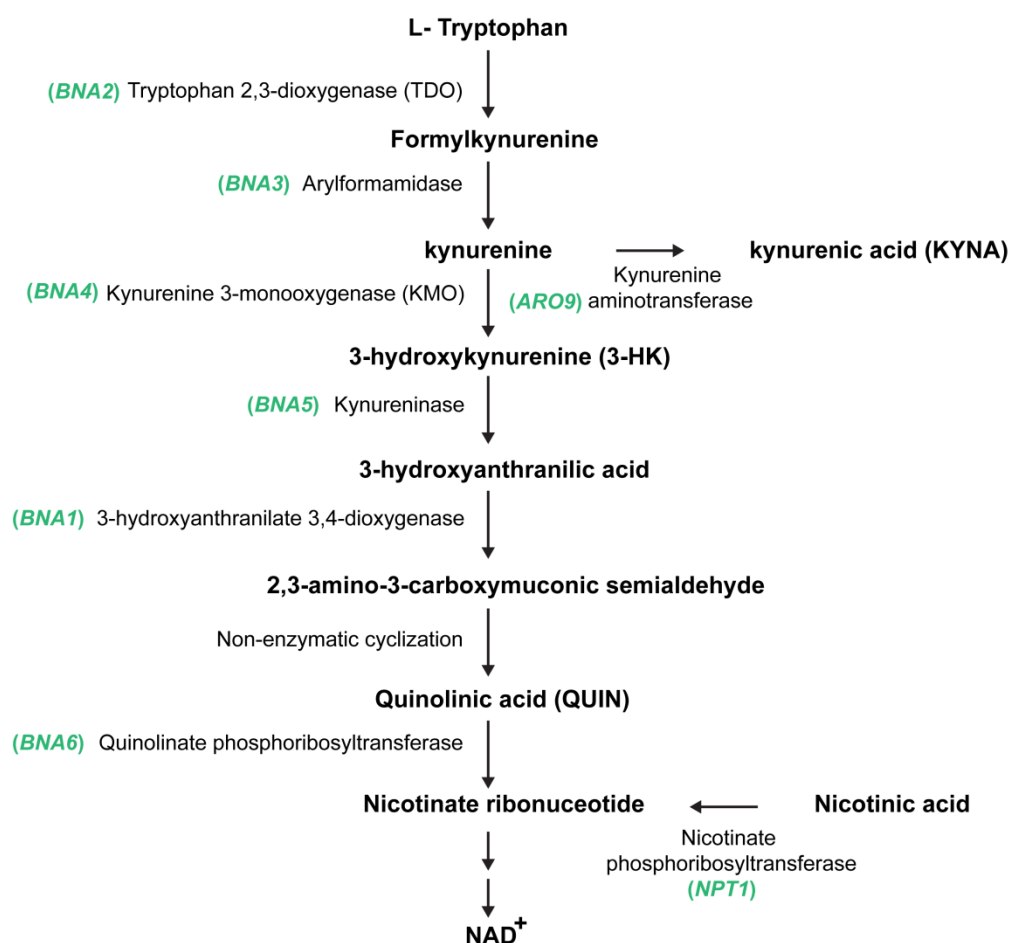 L- Tryptophan
(BNA2) Tryptophan 2,3-dioxygenase (TDO)
Formylkynurenine
(BNA3) Arylformamidase
kynurenine
kynurenic acid (KYNA)
(BNA4) Kynurenine 3-monooxygenase (KMO)
Kynurenine
(ARO9) aminotransferase
3-hydroxykynurenine (3-HK)
(BNA5) Kynureninase
3-hydroxyanthranilic acid
(BNA1) 3-hydroxyanthranilate 3,4-dioxygenase
2,3-amino-3-carboxymuconic semialdehyde
Non-enzymatic cyclization
Quinolinic acid (QUIN)
(BNA6) Quinolinate phosphoribosyltransferase
Nicotinate ribonuceotide
Nicotinic acid
Nicotinate
phosphoribosyltransferase
(NPT1)
NAD+